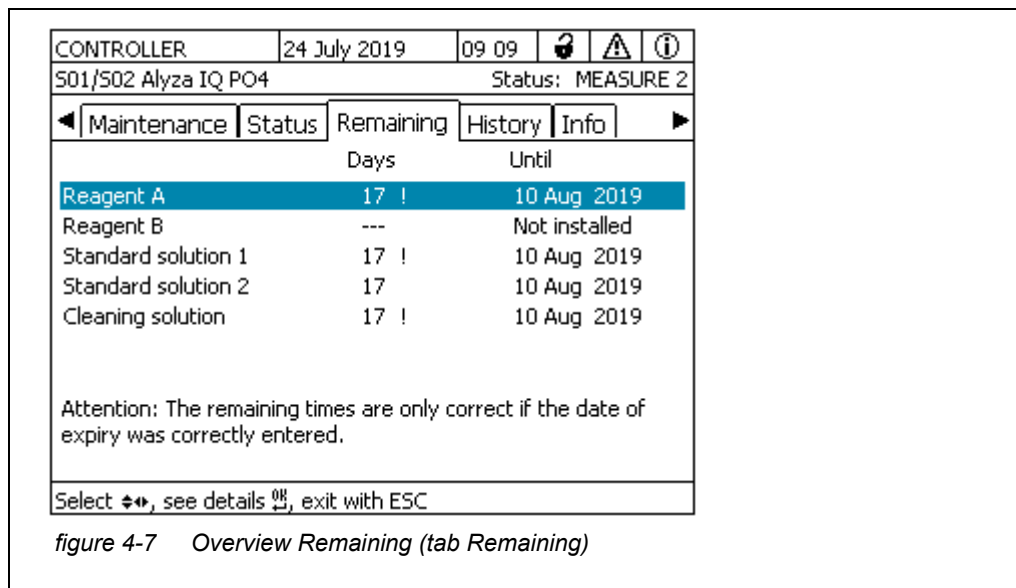 CONTROLLER 24 July 2019 09 09
S01/S02 Alyza IQ PO4 Status: MEASURE 2
Maintenance Status Remaining History Info
Days Until
Reagent A 17 ! 10 Aug 2019
Reagent B --- Not installed
Standard solution 1 17 ! 10 Aug 2019
Standard solution 2 17 10 Aug 2019
Cleaning solution 17 ! 10 Aug 2019
Attention: The remaining times are only correct if the date of
expiry was correctly entered.
Select, see details OK, exit with ESC
figure 4-7 Overview Remaining (tab Remaining)